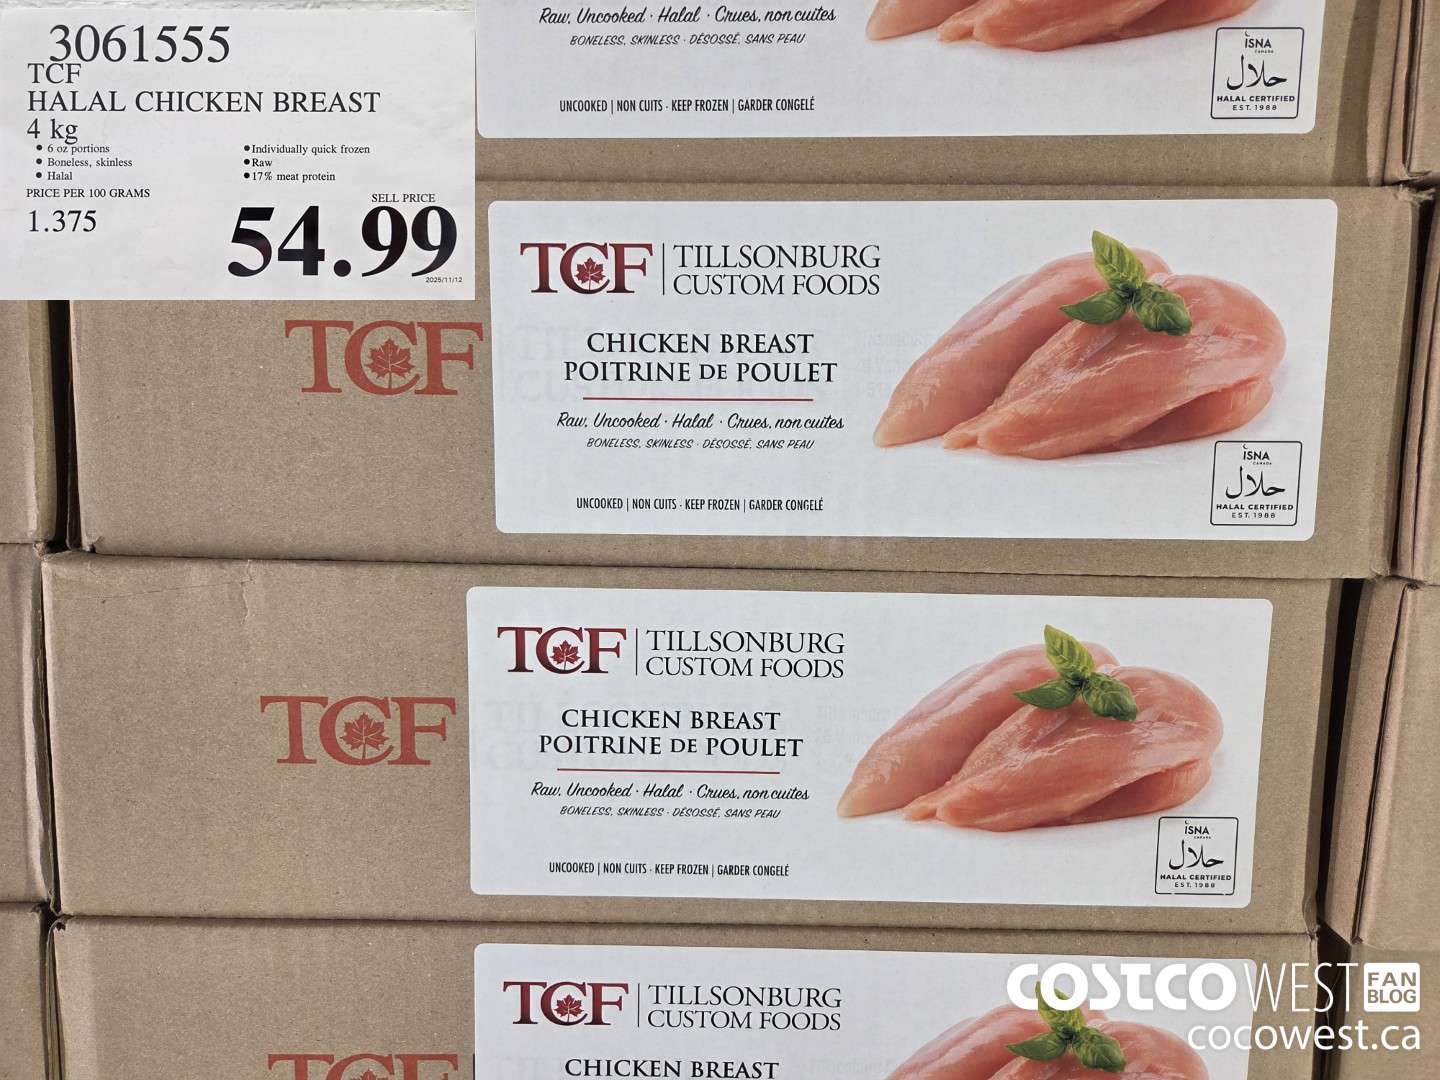 3061555
TCF
HALAL CHICKEN BREAST
4 kg
• 6 oz portions
• Boneless, skinless
• Halal
• Individually quick frozen
• Raw
• 17% meat protein
PRICE PER 100 GRAMS
1.375
SELL PRICE
54.99
2025/11/12
Raw, Uncooked · Halal · Crues, non cuites
BONELESS, SKINLESS · DÉSOSSÉ, SANS PEAU
UNCOOKED | NON CUITS · KEEP FROZEN | GARDER CONGELÉ
ISNA
CANADA
حلال
HALAL CERTIFIED
EST. 1988
TCF
TCF | TILLSONBURG
CUSTOM FOODS
CHICKEN BREAST
POITRINE DE POULET
Raw, Uncooked · Halal · Crues, non cuites
BONELESS, SKINLESS · DÉSOSSÉ, SANS PEAU
UNCOOKED | NON CUITS · KEEP FROZEN | GARDER CONGELÉ
ISNA
CANADA
حلال
HALAL CERTIFIED
EST. 1988
TCF
TCF | TILLSONBURG
CUSTOM FOODS
CHICKEN BREAST
POITRINE DE POULET
Raw, Uncooked · Halal · Crues, non cuites
BONELESS, SKINLESS · DÉSOSSÉ, SANS PEAU
UNCOOKED | NON CUITS · KEEP FROZEN | GARDER CONGELÉ
ISNA
CANADA
حلال
HALAL CERTIFIED
EST. 1988
TCF
TCF | TILLSONBURG
CUSTOM FOODS
CHICKEN BREAST
COSTCO WEST FAN BLOG
cocowest.ca